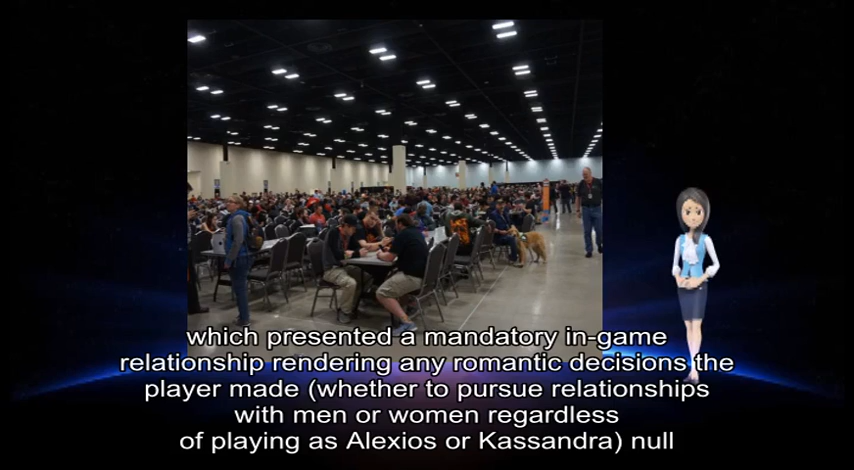 which presented a mandatory in-game
relationship rendering any romantic decisions the
player made (whether to pursue relationships
with men or women regardless
of playing as Alexios or Kassandra) null